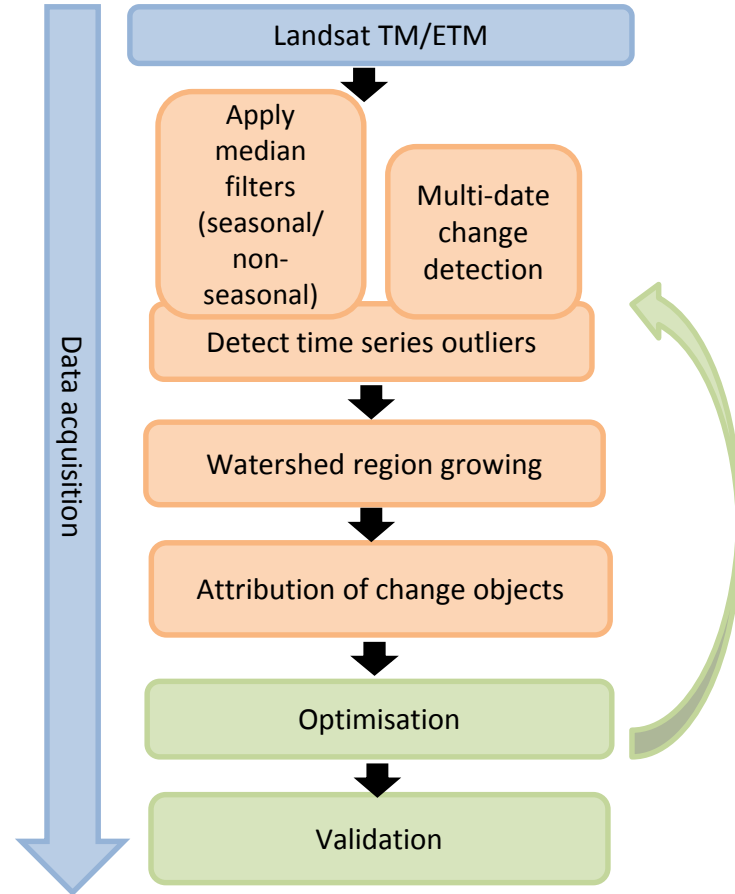 Landsat TM/ETM
Apply
median
filters
(seasonal/
non-
seasonal)
Multi-date
change
detection
Detect time series outliers
Data acquisition
Watershed region growing
Attribution of change objects
Optimisation
Validation